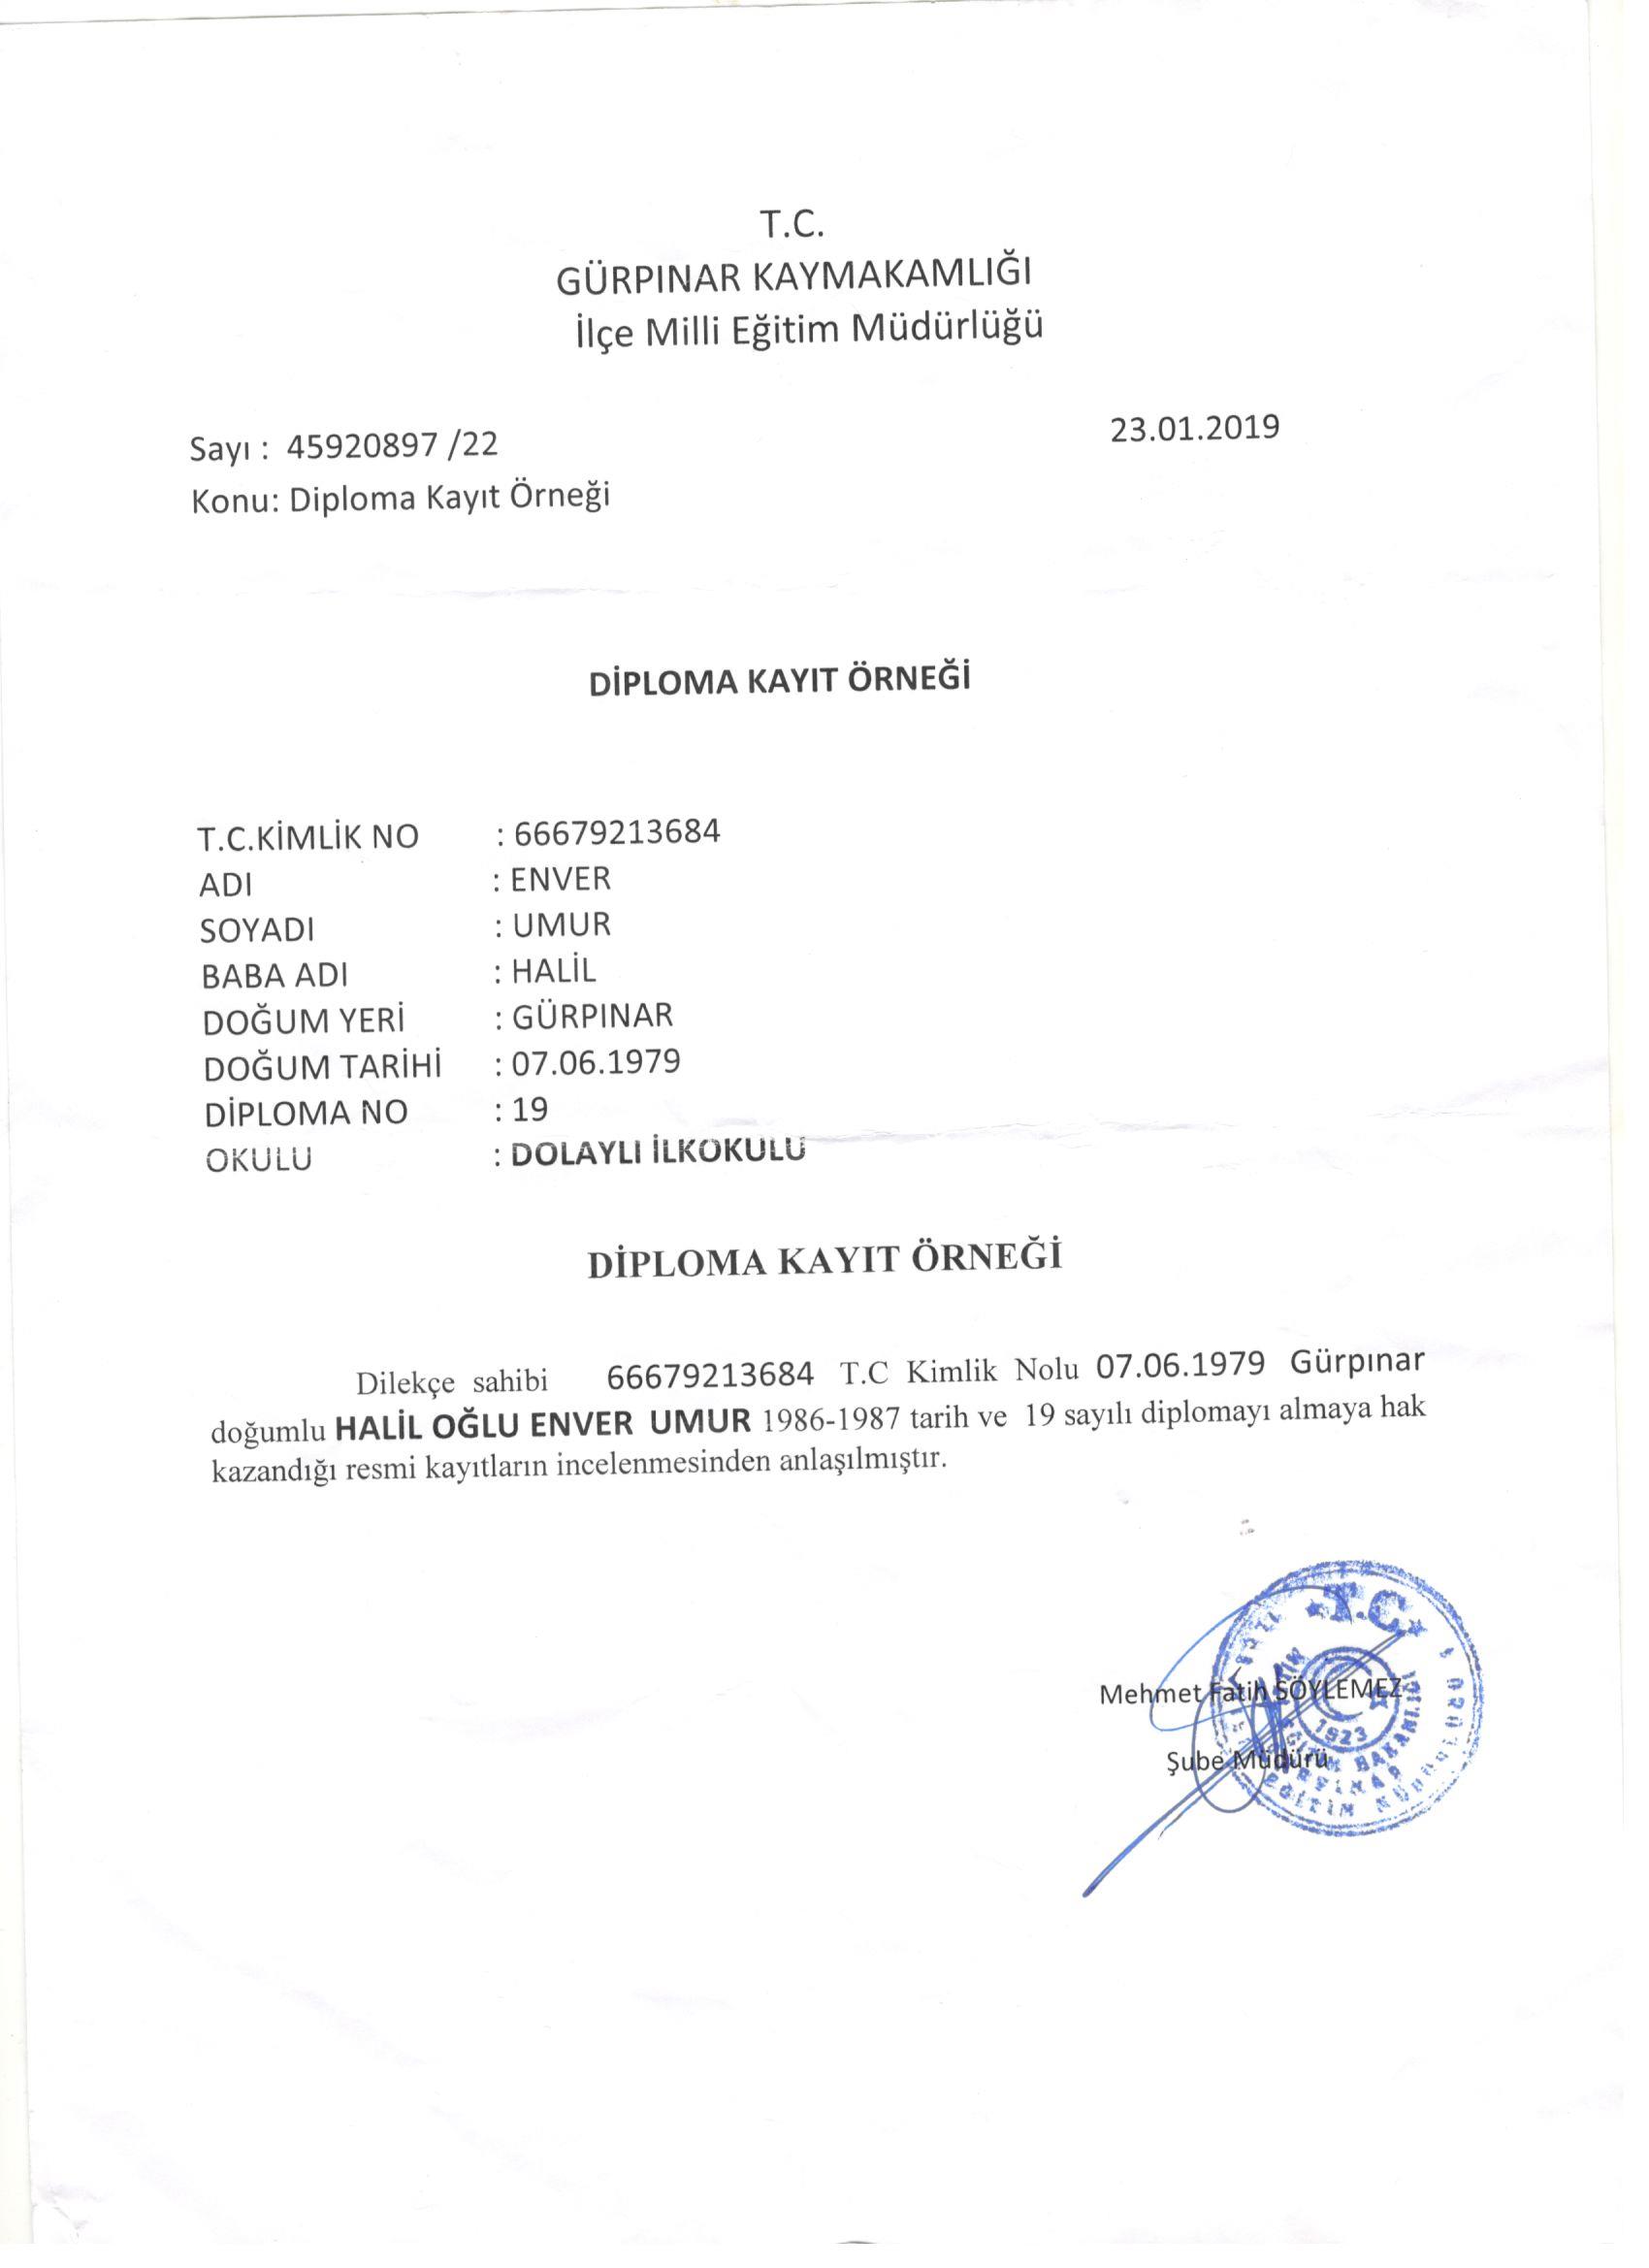 T.C.
GÜRPINAR KAYMAKAMLIĞI
İlçe Milli Eğitim Müdürlüğü
Sayı : 45920897 /22
23.01.2019
Konu: Diploma Kayıt Örneği
DİPLOMA KAYIT ÖRNEĞİ
T.C.KİMLİK NO : 66679213684
ADI : ENVER
SOYADI : UMUR
BABA ADI : HALİL
DOĞUM YERİ : GÜRPINAR
DOĞUM TARİHİ : 07.06.1979
DİPLOMA NO : 19
OKULU : DOLAYLI İLKOKULU
DİPLOMA KAYIT ÖRNEĞİ
Dilekçe sahibi 66679213684 T.C Kimlik Nolu 07.06.1979 Gürpınar
doğumlu HALİL OĞLU ENVER UMUR 1986-1987 tarih ve 19 sayılı diplomayı almaya hak
kazandığı resmi kayıtların incelenmesinden anlaşılmıştır.
T.C.
Mehmet Fatih SÖYLEMEZ
1923
Şube Müdürü